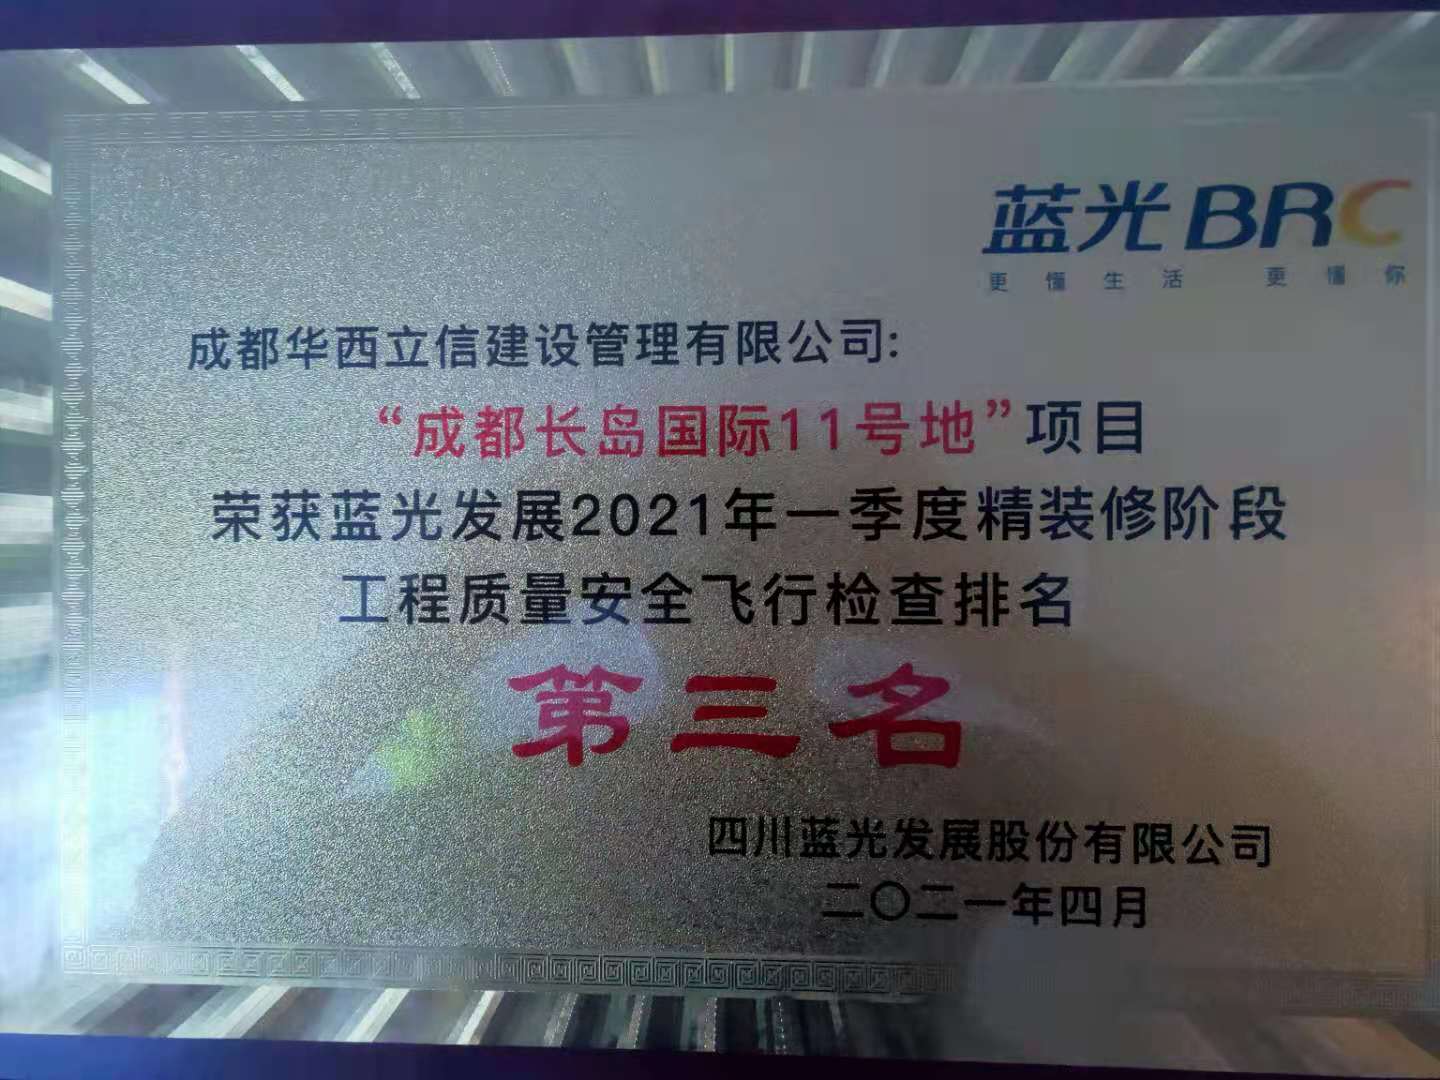 蓝光BRC
更懂生活 更懂你
成都华西立信建设管理有限公司:
“成都长岛国际11号地”项目
荣获蓝光发展2021年一季度精装修阶段
工程质量安全飞行检查排名
第三名
四川蓝光发展股份有限公司
二〇二一年四月